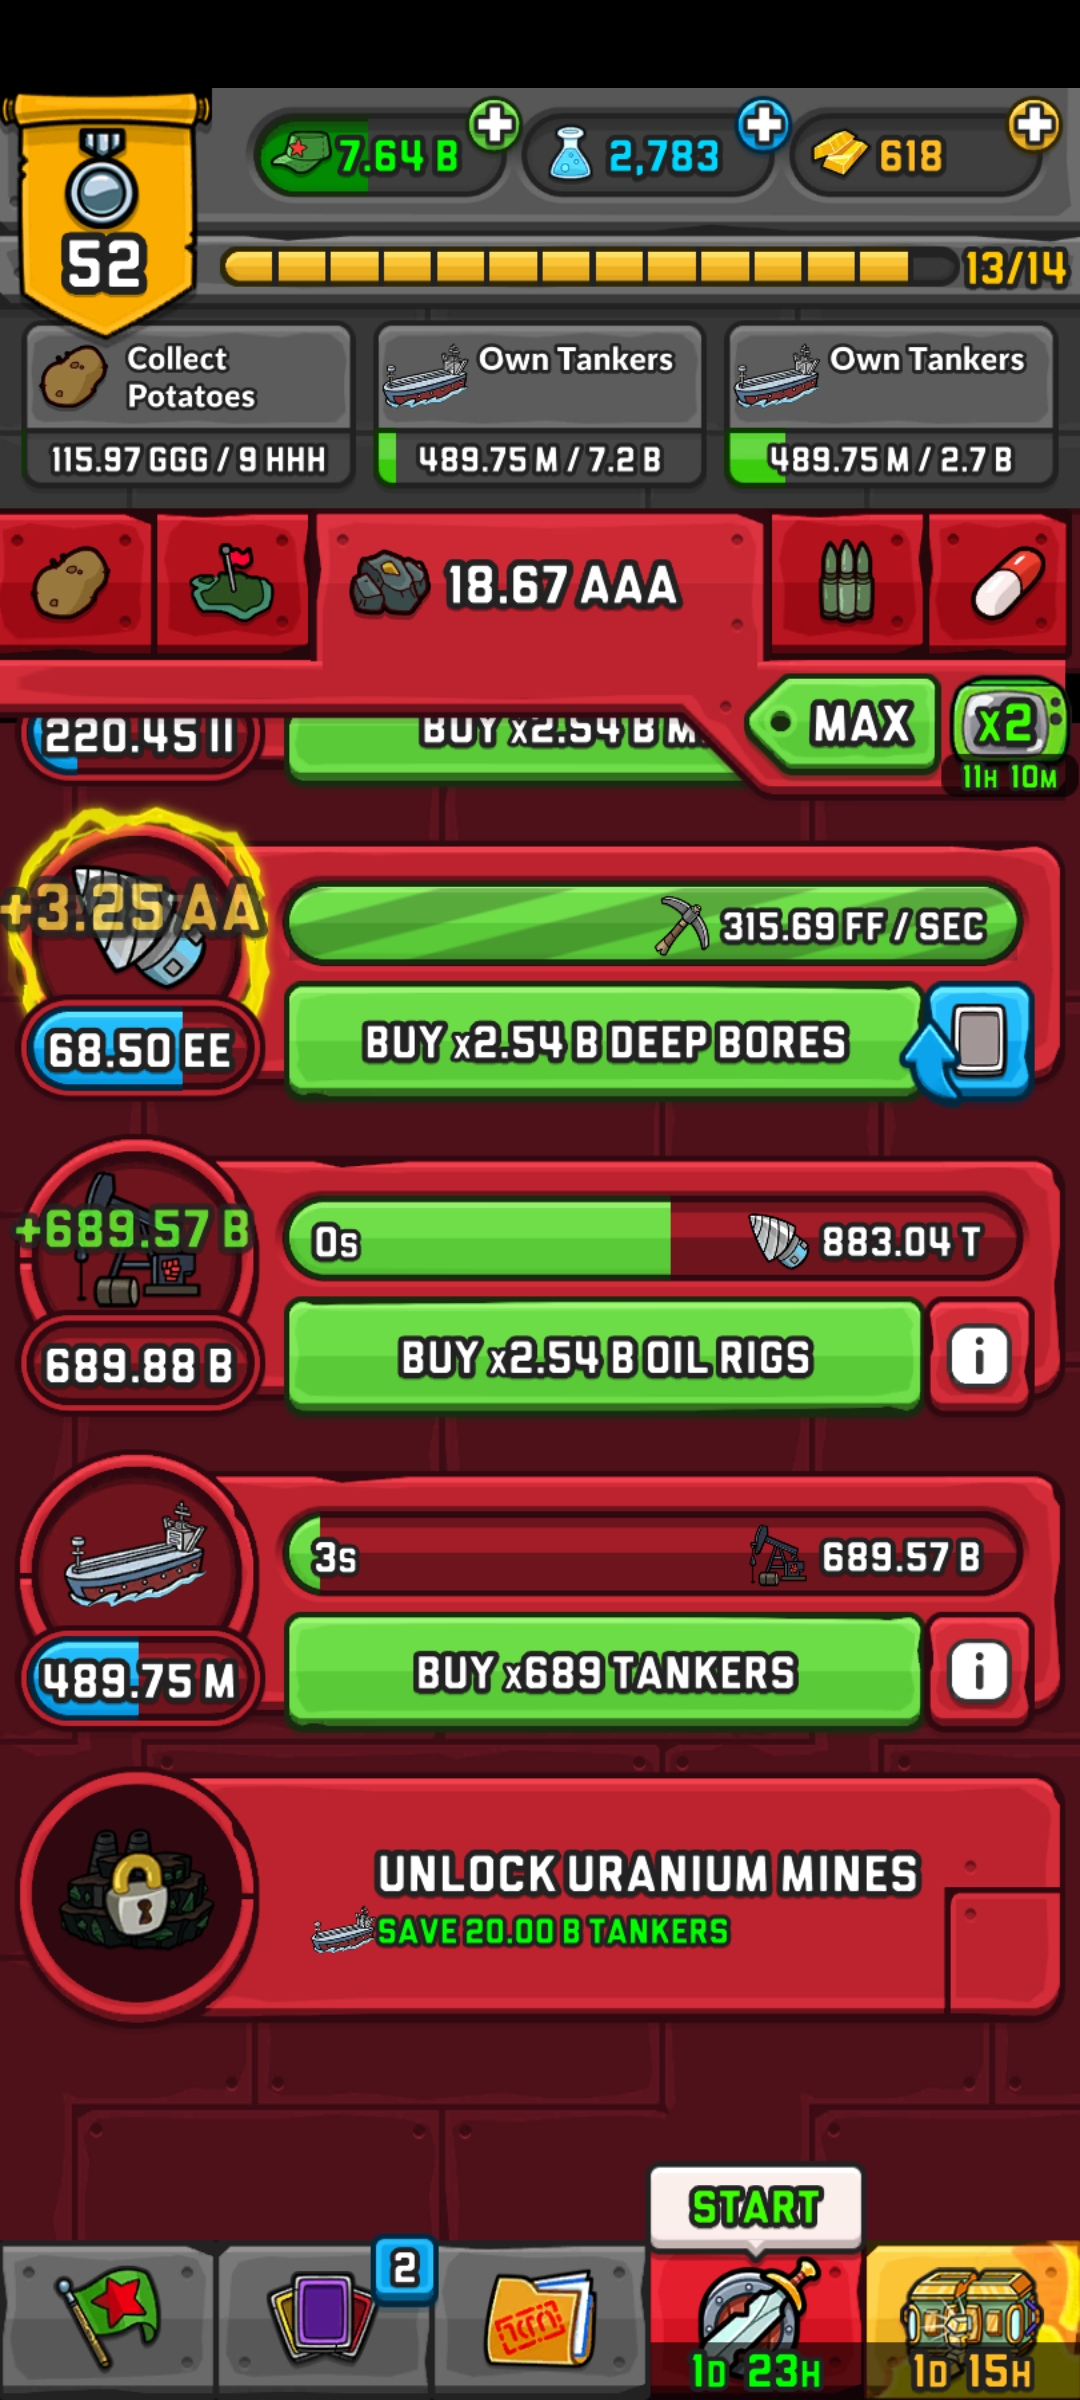 7.64 B
2,783
618
52
13/14
Collect
Potatoes
115.97 GGG / 9 HHH
Own Tankers
489.75 M / 7.2 B
Own Tankers
489.75 M / 2.7 B
18.67 AAA
MAX
x2
11H 10M
220.45 II
BUY x2.54 B M
+3.25 AA
315.69 FF / SEC
68.50 EE
BUY x2.54 B DEEP BORES
+689.57 B
0s
883.04 T
689.88 B
BUY x2.54 B OIL RIGS
i
3s
689.57 B
489.75 M
BUY x689 TANKERS
i
UNLOCK URANIUM MINES
SAVE 20.00 B TANKERS
START
2
1D 23H
1D 15H